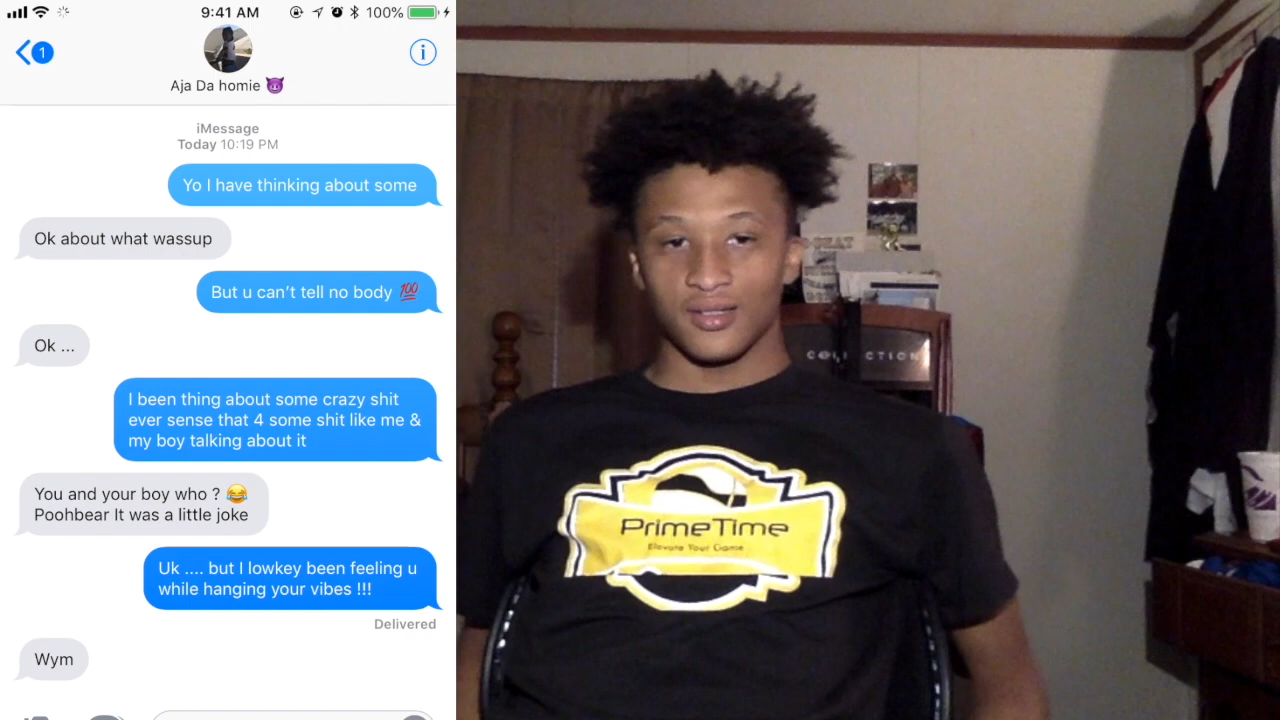 9:41 AM
100%
1
Aja Da homie 😈
iMessage
Today 10:19 PM
Yo I have thinking about some
Ok about what wassup
But u can’t tell no body 💯
Ok ...
I been thing about some crazy shit
ever sense that 4 some shit like me &
my boy talking about it
You and your boy who ? 😂
Poohbear It was a little joke
Uk .... but I lowkey been feeling u
while hanging your vibes !!!
Delivered
Wym
PrimeTime
Elevate Your Game